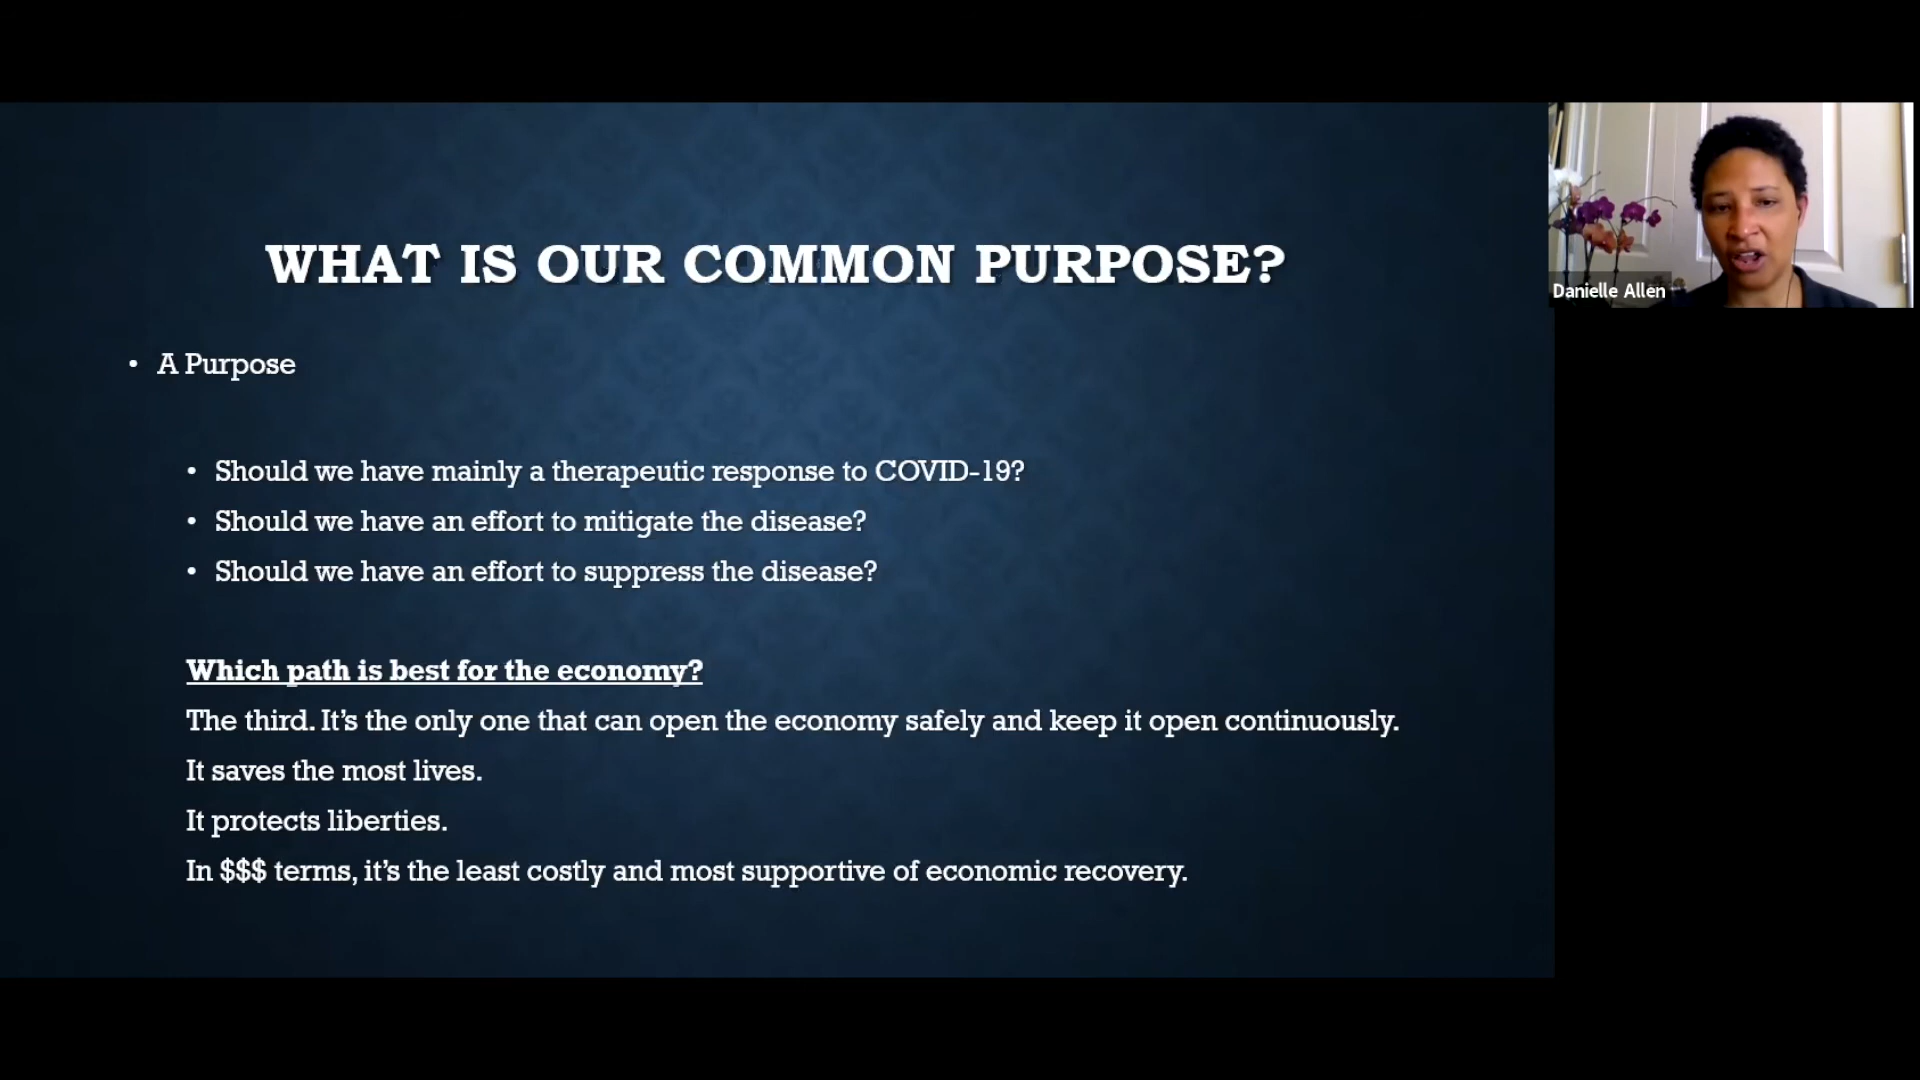 WHAT IS OUR COMMON PURPOSE?
Danielle Allen
• A Purpose
• Should we have mainly a therapeutic response to COVID-19?
• Should we have an effort to mitigate the disease?
• Should we have an effort to suppress the disease?
Which path is best for the economy?
The third. It’s the only one that can open the economy safely and keep it open continuously.
It saves the most lives.
It protects liberties.
In $$$ terms, it’s the least costly and most supportive of economic recovery.